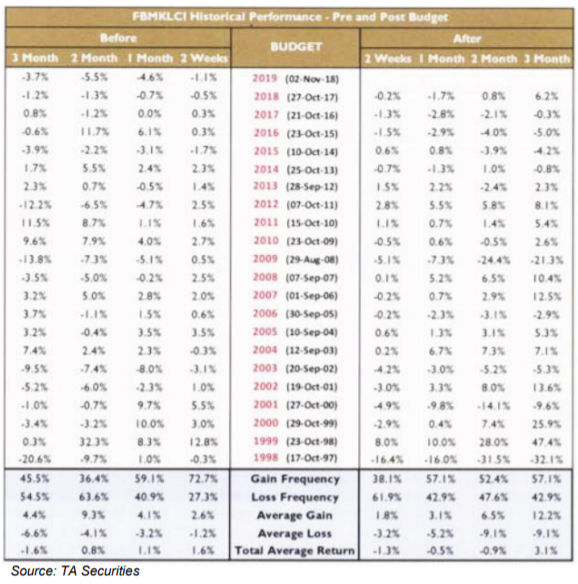 FBMKLCI Historical Performance - Pre and Post Budget
Before BUDGET After
3 Month 2 Month 1 Month 2 Weeks 2 Weeks 1 Month 2 Month 3 Month
-3.7% -5.5% -4.6% -1.1% 2019 (02-Nov-18)
-1.2% -1.3% -0.7% -0.5% 2018 (27-Oct-17) -0.2% -1.7% 0.8% 6.2%
0.8% -1.2% 0.0% 0.3% 2017 (21-Oct-16) -1.3% -2.8% -2.1% -0.3%
-0.6% 11.7% 6.1% 0.3% 2016 (23-Oct-15) -1.5% -2.9% -4.0% -5.0%
-3.9% -2.2% -3.1% -1.7% 2015 (10-Oct-14) 0.6% 0.8% -3.9% -4.2%
1.7% 5.5% 2.4% 2.3% 2014 (25-Oct-13) -0.7% -1.3% 1.0% -0.8%
2.3% 0.7% -0.5% 1.4% 2013 (28-Sep-12) 1.5% 2.2% -2.4% 2.3%
-12.2% -6.5% -4.7% 2.5% 2012 (07-Oct-11) 2.8% 5.5% 5.8% 8.1%
11.5% 8.7% 1.1% 1.6% 2011 (15-Oct-10) 1.1% 0.7% 1.4% 5.4%
9.6% 7.9% 4.0% 2.7% 2010 (23-Oct-09) -0.5% 0.6% -0.5% 2.6%
-13.8% -7.3% -5.1% 0.5% 2009 (29-Aug-08) -5.1% -7.3% -24.4% -21.3%
-3.5% -5.0% -0.2% 2.5% 2008 (07-Sep-07) 0.1% 5.2% 6.5% 10.4%
3.2% 5.0% 2.8% 2.0% 2007 (01-Sep-06) -0.2% 0.7% 2.9% 12.5%
3.7% -1.1% 1.5% 0.6% 2006 (30-Sep-05) -0.2% -2.3% -3.1% -2.9%
3.2% -0.4% 3.5% 3.5% 2005 (10-Sep-04) 0.6% 1.3% 3.1% 5.3%
7.4% 2.4% 2.3% -0.3% 2004 (12-Sep-03) 0.2% 6.7% 7.3% 7.1%
-9.5% -7.4% -8.0% -3.1% 2003 (20-Sep-02) -4.2% -3.0% -5.2% -5.3%
-5.2% -6.0% -2.3% 1.0% 2002 (19-Oct-01) -3.0% 3.3% 8.0% 13.6%
-1.0% -0.7% 9.7% 5.5% 2001 (27-Oct-00) -4.9% -9.8% -14.1% -9.6%
-3.4% -3.2% 10.0% 3.0% 2000 (29-Oct-99) -2.9% 0.4% 7.4% 25.9%
0.3% 32.3% 8.3% 12.8% 1999 (23-Oct-98) 8.0% 10.0% 28.0% 47.4%
-20.6% -9.7% 1.0% -0.3% 1998 (17-Oct-97) -16.4% -16.0% -31.5% -32.1%
45.5% 36.4% 59.1% 72.7% Gain Frequency 38.1% 57.1% 52.4% 57.1%
54.5% 63.6% 40.9% 27.3% Loss Frequency 61.9% 42.9% 47.6% 42.9%
4.4% 9.3% 4.1% 2.6% Average Gain 1.8% 3.1% 6.5% 12.2%
-6.6% -4.1% -3.2% -1.2% Average Loss -3.2% -5.2% -9.1% -9.1%
-1.6% 0.8% 1.1% 1.6% Total Average Return -1.3% -0.5% -0.9% 3.1%
Source: TA Securities